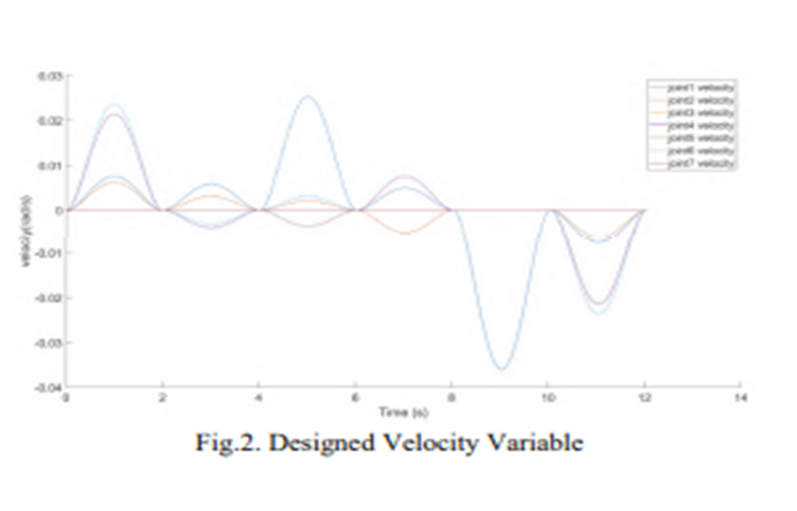 0.03
joint1 velocity
joint2 velocity
joint3 velocity
joint4 velocity
joint5 velocity
joint6 velocity
joint7 velocity
0.02
0.01
0
-0.01
-0.02
-0.03
-0.04
0 2 4 6 8 10 12 14
Time (s)
Fig.2. Designed Velocity Variable